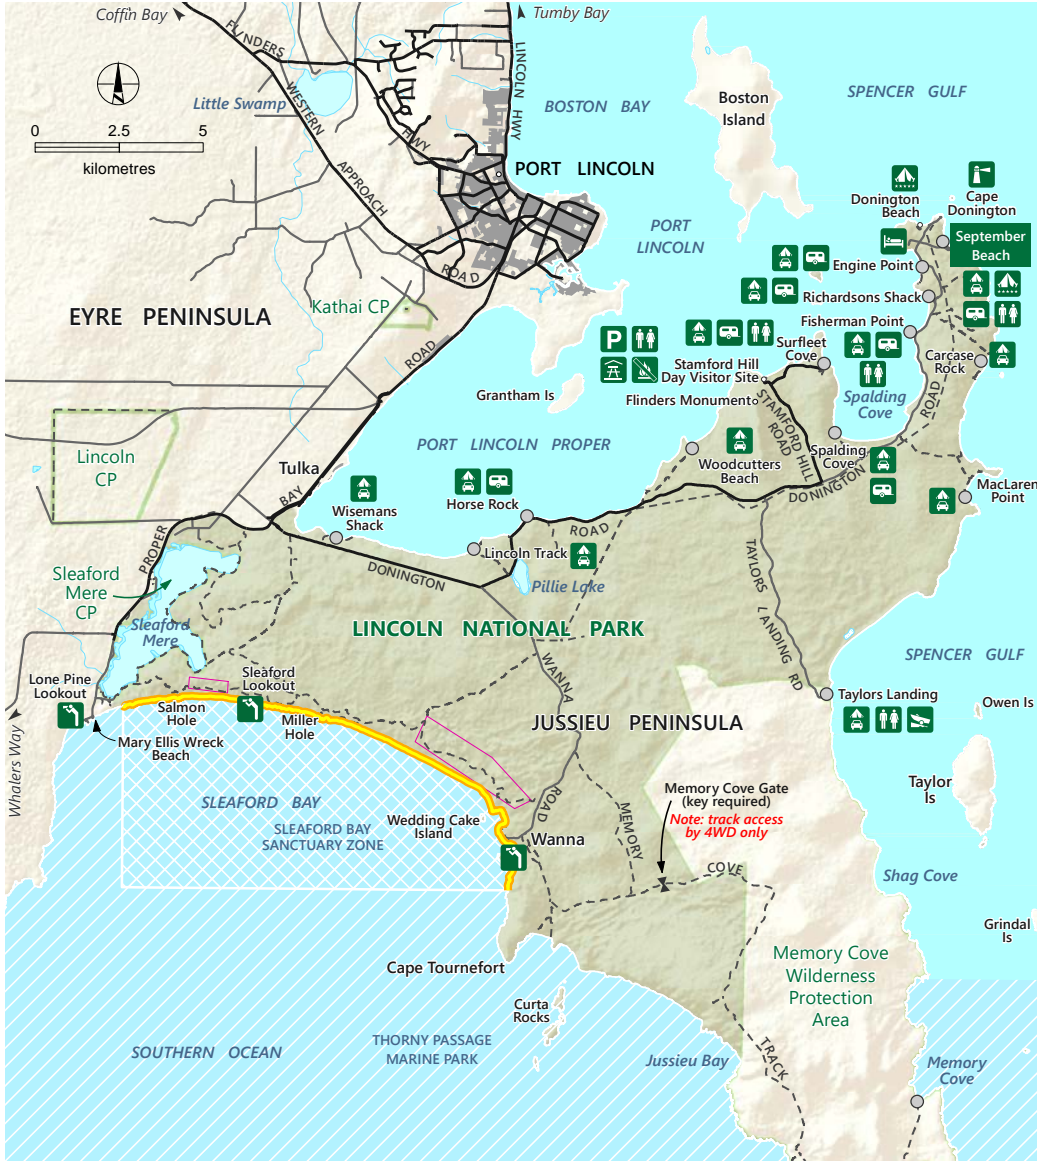 Coffin Bay
Tumby Bay
FLINDERS
HWY
LINCOLN HWY
WESTERN
APPROACH
ROAD
Little Swamp
BOSTON BAY
Boston
Island
SPENCER GULF
0 2.5 5
kilometres
PORT LINCOLN
PORT
LINCOLN
Donington
Beach
Cape
Donington
September
Beach
Engine Point
Richardsons Shack
Fisherman Point
Kathai CP
EYRE PENINSULA
ROAD
P
Surfleet
Cove
Carcase
Rock
Stamford Hill
Day Visitor Site
Flinders Monument
Grantham Is
Spalding
Cove
ROAD
STAMFORD HILL
ROAD
PORT LINCOLN PROPER
Lincoln
CP
Tulka
Woodcutters
Beach
Spalding
Cove
DONINGTON
MacLaren
Point
BAY
Wisemans
Shack
Horse Rock
ROAD
PROPER
Lincoln Track
DONINGTON
Pillie Lake
TAYLORS LANDING RD
Sleaford
Mere
CP
Sleaford
Mere
LINCOLN NATIONAL PARK
WANNA
SPENCER GULF
Lone Pine
Lookout
Sleaford
Lookout
Salmon
Hole
Miller
Hole
Taylors Landing
Owen Is
JUSSIEU PENINSULA
Mary Ellis Wreck
Beach
Whalers Way
Memory Cove Gate
(key required)
Note: track access
by 4WD only
Taylor
Is
SLEAFORD BAY
SLEAFORD BAY
SANCTUARY ZONE
Wedding Cake
Island
ROAD
Wanna
MEMORY
COVE
Shag Cove
Grindal
Is
Cape Tournefort
Memory Cove
Wilderness
Protection
Area
Curta
Rocks
SOUTHERN OCEAN
THORNY PASSAGE
MARINE PARK
Jussieu Bay
TRACK
Memory
Cove